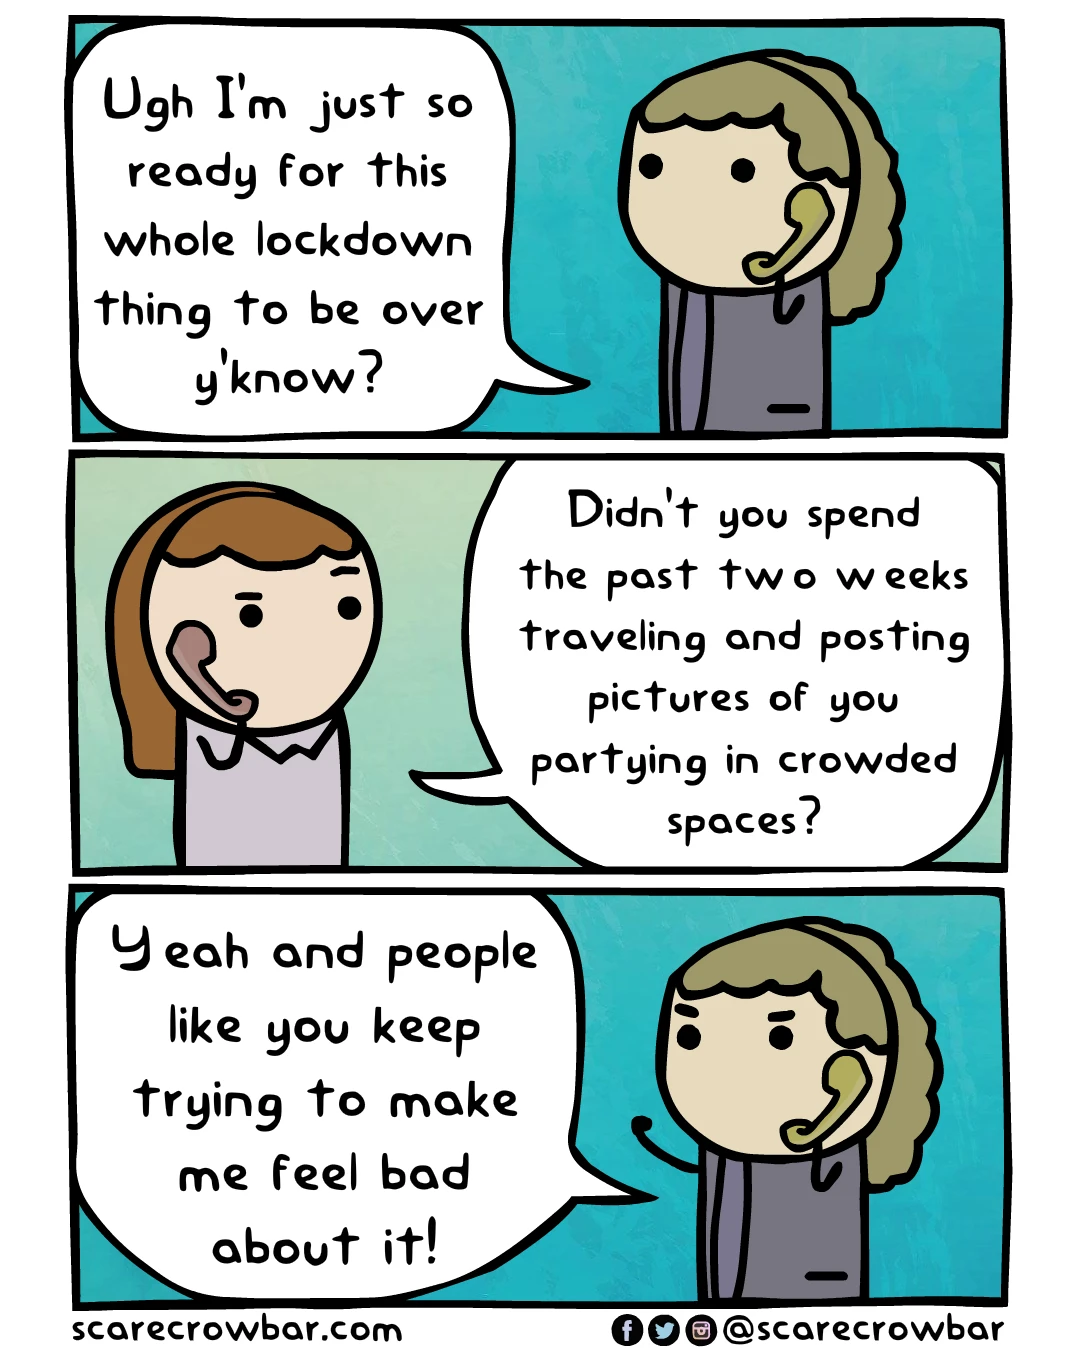 Ugh I'm just so
ready for this
whole lockdown
thing to be over
y'know?
Didn't you spend
the past two weeks
traveling and posting
pictures of you
partying in crowded
spaces?
Yeah and people
like you keep
trying to make
me feel bad
about it!
scarecrowbar.com
@scarecrowbar